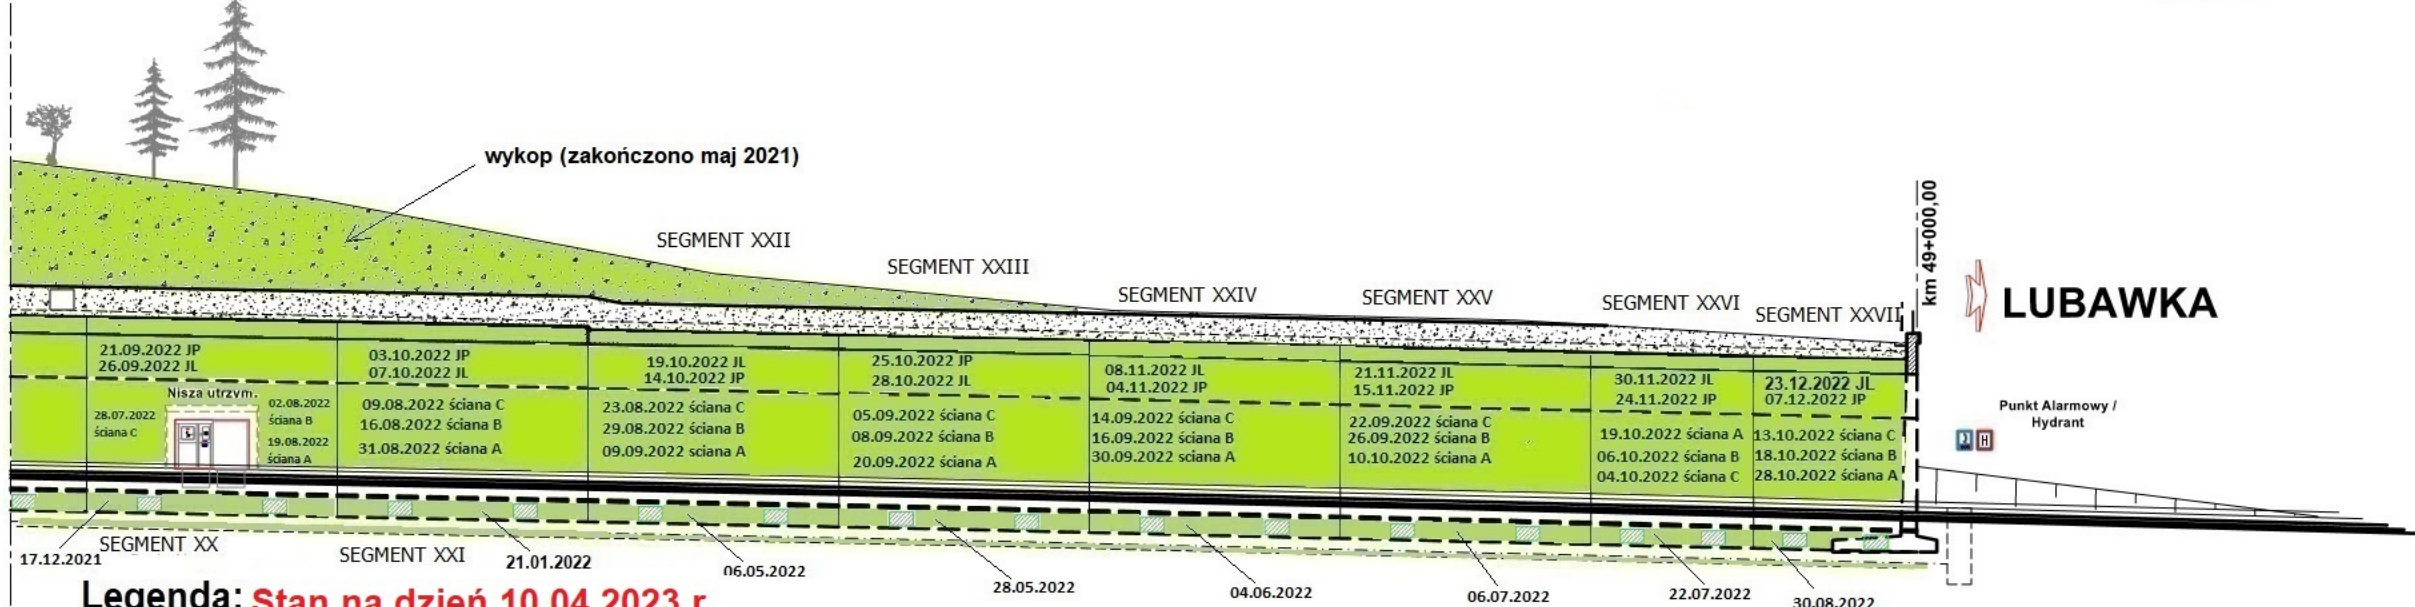 wykop (zakończono maj 2021)
SEGMENT XXII
SEGMENT XXIII
SEGMENT XXIV
SEGMENT XXV
SEGMENT XXVI
SEGMENT XXVII
km 49+000,00
LUBAWKA
21.09.2022 JP
26.09.2022 JL
Nisza utrzym.
28.07.2022
ściana C
02.08.2022
ściana B
19.08.2022
ściana A
03.10.2022 JP
07.10.2022 JL
09.08.2022 ściana C
16.08.2022 ściana B
31.08.2022 ściana A
19.10.2022 JL
14.10.2022 JP
23.08.2022 ściana C
29.08.2022 ściana B
09.09.2022 sciana A
25.10.2022 JP
28.10.2022 JL
05.09.2022 ściana C
08.09.2022 ściana B
20.09.2022 ściana A
08.11.2022 JL
04.11.2022 JP
14.09.2022 ściana C
16.09.2022 ściana B
30.09.2022 sciana A
21.11.2022 JL
15.11.2022 JP
22.09.2022 ściana C
26.09.2022 ściana B
10.10.2022 ściana A
30.11.2022 JL
24.11.2022 JP
19.10.2022 ściana A
06.10.2022 ściana B
04.10.2022 ściana C
23.12.2022 JL
07.12.2022 JP
13.10.2022 ściana C
18.10.2022 ściana B
28.10.2022 ściana A
Punkt Alarmowy /
Hydrant
H
17.12.2021
SEGMENT XX
SEGMENT XXI
21.01.2022
06.05.2022
28.05.2022
04.06.2022
06.07.2022
22.07.2022
30.08.2022
Legenda: Stan na dzień 10.04.2023 r